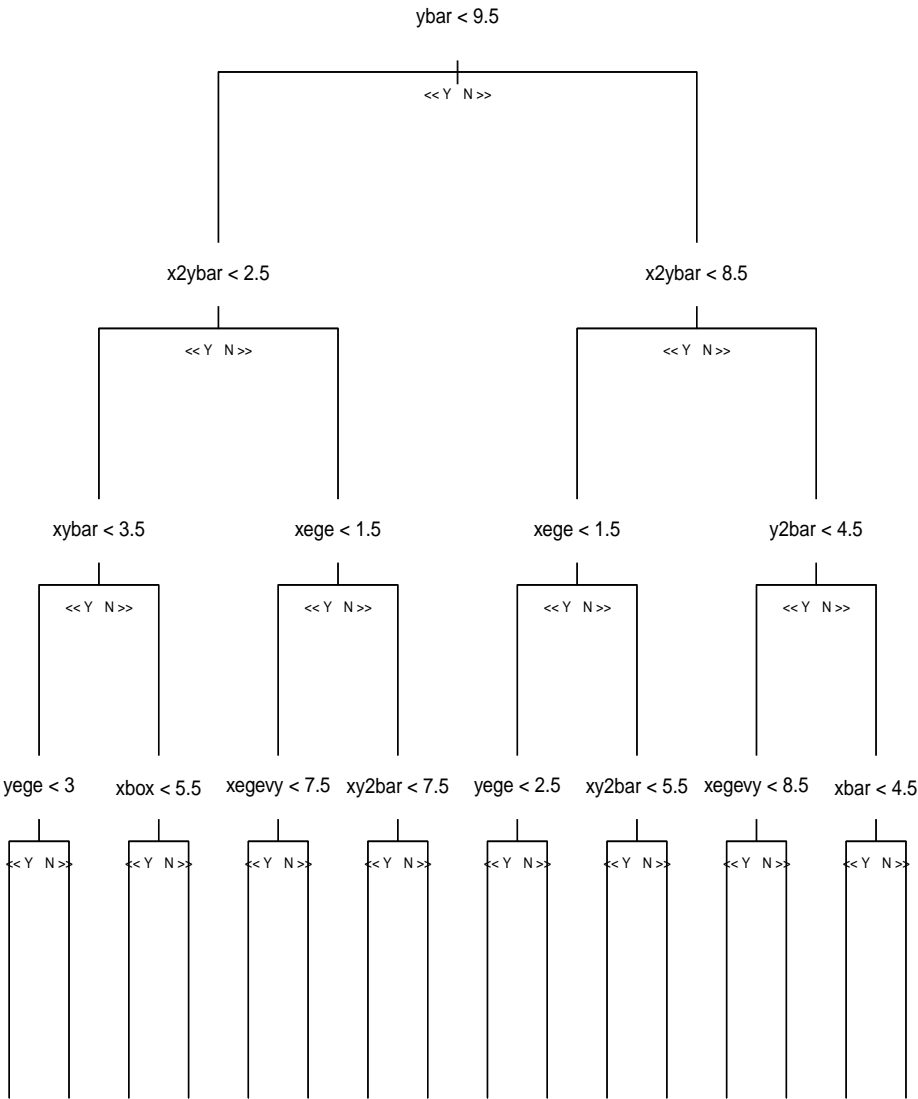 ybar < 9.5
<< Y N >>
x2ybar < 2.5 x2ybar < 8.5
<< Y N >> << Y N >>
xybar < 3.5 xege < 1.5 xege < 1.5 y2bar < 4.5
<< Y N >> << Y N >> << Y N >> << Y N >>
yege < 3 xbox < 5.5 xegevy < 7.5 xy2bar < 7.5 yege < 2.5 xy2bar < 5.5 xegevy < 8.5 xbar < 4.5
<< Y N >> << Y N >> << Y N >> << Y N >> << Y N >> << Y N >> << Y N >> << Y N >>